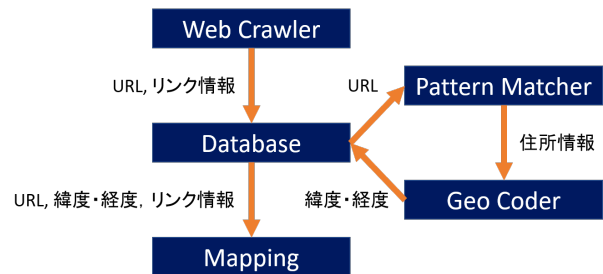 Web Crawler
URL, リンク情報
URL
Pattern Matcher
Database
住所情報
URL, 緯度・経度, リンク情報
緯度・経度
Geo Coder
Mapping